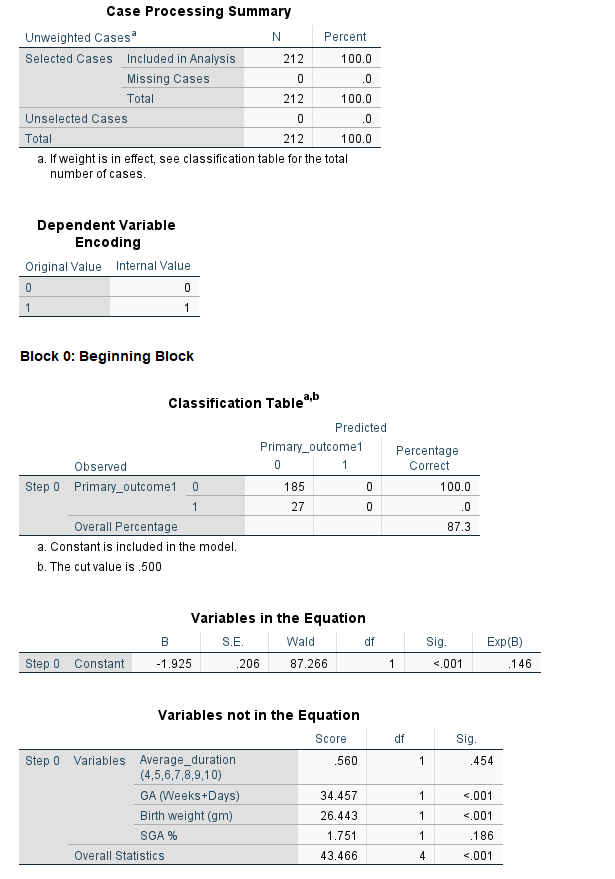 Case Processing Summary
Unweighted Cases^a N Percent
Selected Cases Included in Analysis 212 100.0
Missing Cases 0 .0
Total 212 100.0
Unselected Cases 0 .0
Total 212 100.0
a. If weight is in effect, see classification table for the total
number of cases.
Dependent Variable
Encoding
Original Value Internal Value
0 0
1 1
Block 0: Beginning Block
Classification Table^a,b
Predicted
Primary_outcome1 Percentage
Observed 0 1 Correct
Step 0 Primary_outcome1 0 185 0 100.0
1 27 0 .0
Overall Percentage 87.3
a. Constant is included in the model.
b. The cut value is .500
Variables in the Equation
B S.E. Wald df Sig. Exp(B)
Step 0 Constant -1.925 .206 87.266 1 <.001 .146
Variables not in the Equation
Score df Sig.
Step 0 Variables Average_duration .560 1 .454
(4,5,6,7,8,9,10)
GA (Weeks+Days) 34.457 1 <.001
Birth weight (gm) 26.443 1 <.001
SGA % 1.751 1 .186
Overall Statistics 43.466 4 <.001